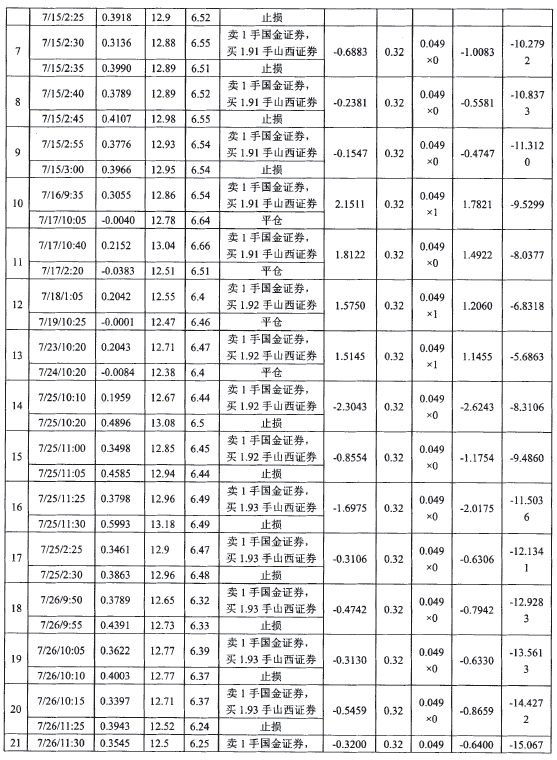 7/15/2:25 0.3918 12.9 6.52 止损
7 7/15/2:30 0.3136 12.88 6.55 卖 1 手国金证券，买 1.91 手山西证券 -0.6883 0.32 0.049×0 -1.0083 -10.2792
7/15/2:35 0.3990 12.89 6.51 止损
8 7/15/2:40 0.3789 12.89 6.52 卖 1 手国金证券，买 1.91 手山西证券 -0.2381 0.32 0.049×0 -0.5581 -10.8373
7/15/2:45 0.4107 12.98 6.55 止损
9 7/15/2:55 0.3776 12.93 6.54 卖 1 手国金证券，买 1.91 手山西证券 -0.1547 0.32 0.049×0 -0.4747 -11.3120
7/15/3:00 0.3966 12.95 6.54 止损
10 7/16/9:35 0.3055 12.86 6.54 卖 1 手国金证券，买 1.91 手山西证券 2.1511 0.32 0.049×1 1.7821 -9.5299
7/17/10:05 -0.0040 12.78 6.64 平仓
11 7/17/10:40 0.2152 13.04 6.66 卖 1 手国金证券，买 1.91 手山西证券 1.8122 0.32 0.049×0 1.4922 -8.0377
7/17/2:20 -0.0383 12.51 6.51 平仓
12 7/18/1:05 0.2042 12.55 6.4 卖 1 手国金证券，买 1.92 手山西证券 1.5750 0.32 0.049×1 1.2060 -6.8318
7/19/10:25 -0.0001 12.47 6.46 平仓
13 7/23/10:20 0.2043 12.71 6.47 卖 1 手国金证券，买 1.92 手山西证券 1.5145 0.32 0.049×1 1.1455 -5.6863
7/24/10:20 -0.0084 12.38 6.4 平仓
14 7/25/10:10 0.1959 12.67 6.44 卖 1 手国金证券，买 1.92 手山西证券 -2.3043 0.32 0.049×0 -2.6243 -8.3106
7/25/10:20 0.4896 13.08 6.5 止损
15 7/25/11:00 0.3498 12.85 6.45 卖 1 手国金证券，买 1.92 手山西证券 -0.8554 0.32 0.049×0 -1.1754 -9.4860
7/25/11:05 0.4585 12.94 6.44 止损
16 7/25/11:25 0.3798 12.96 6.49 卖 1 手国金证券，买 1.93 手山西证券 -1.6975 0.32 0.049×0 -2.0175 -11.5036
7/25/11:30 0.5993 13.18 6.49 止损
17 7/25/2:25 0.3461 12.9 6.47 卖 1 手国金证券，买 1.93 手山西证券 -0.3106 0.32 0.049×0 -0.6306 -12.1341
7/25/2:30 0.3863 12.96 6.48 止损
18 7/26/9:50 0.3789 12.65 6.32 卖 1 手国金证券，买 1.93 手山西证券 -0.4742 0.32 0.049×0 -0.7942 -12.9283
7/26/9:55 0.4391 12.73 6.33 止损
19 7/26/10:05 0.3622 12.77 6.39 卖 1 手国金证券，买 1.93 手山西证券 -0.3130 0.32 0.049×0 -0.6330 -13.5613
7/26/10:10 0.4003 12.77 6.37 止损
20 7/26/10:15 0.3397 12.71 6.37 卖 1 手国金证券，买 1.93 手山西证券 -0.5459 0.32 0.049×0 -0.8659 -14.4272
7/26/11:25 0.3943 12.52 6.24 止损
21 7/26/11:30 0.3545 12.5 6.25 卖 1 手国金证券， -0.3200 0.32 0.049 -0.6400 -15.067